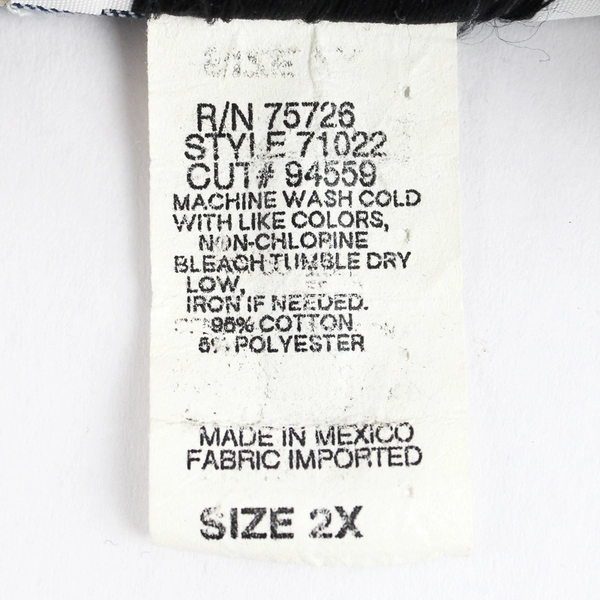 R/N 75726
STYLE 71022
CUT# 94559
MACHINE WASH COLD
WITH LIKE COLORS,
NON-CHLORINE
BLEACH TUMBLE DRY
LOW,
IRON IF NEEDED.
95% COTTON
5% POLYESTER
MADE IN MEXICO
FABRIC IMPORTED
SIZE 2X